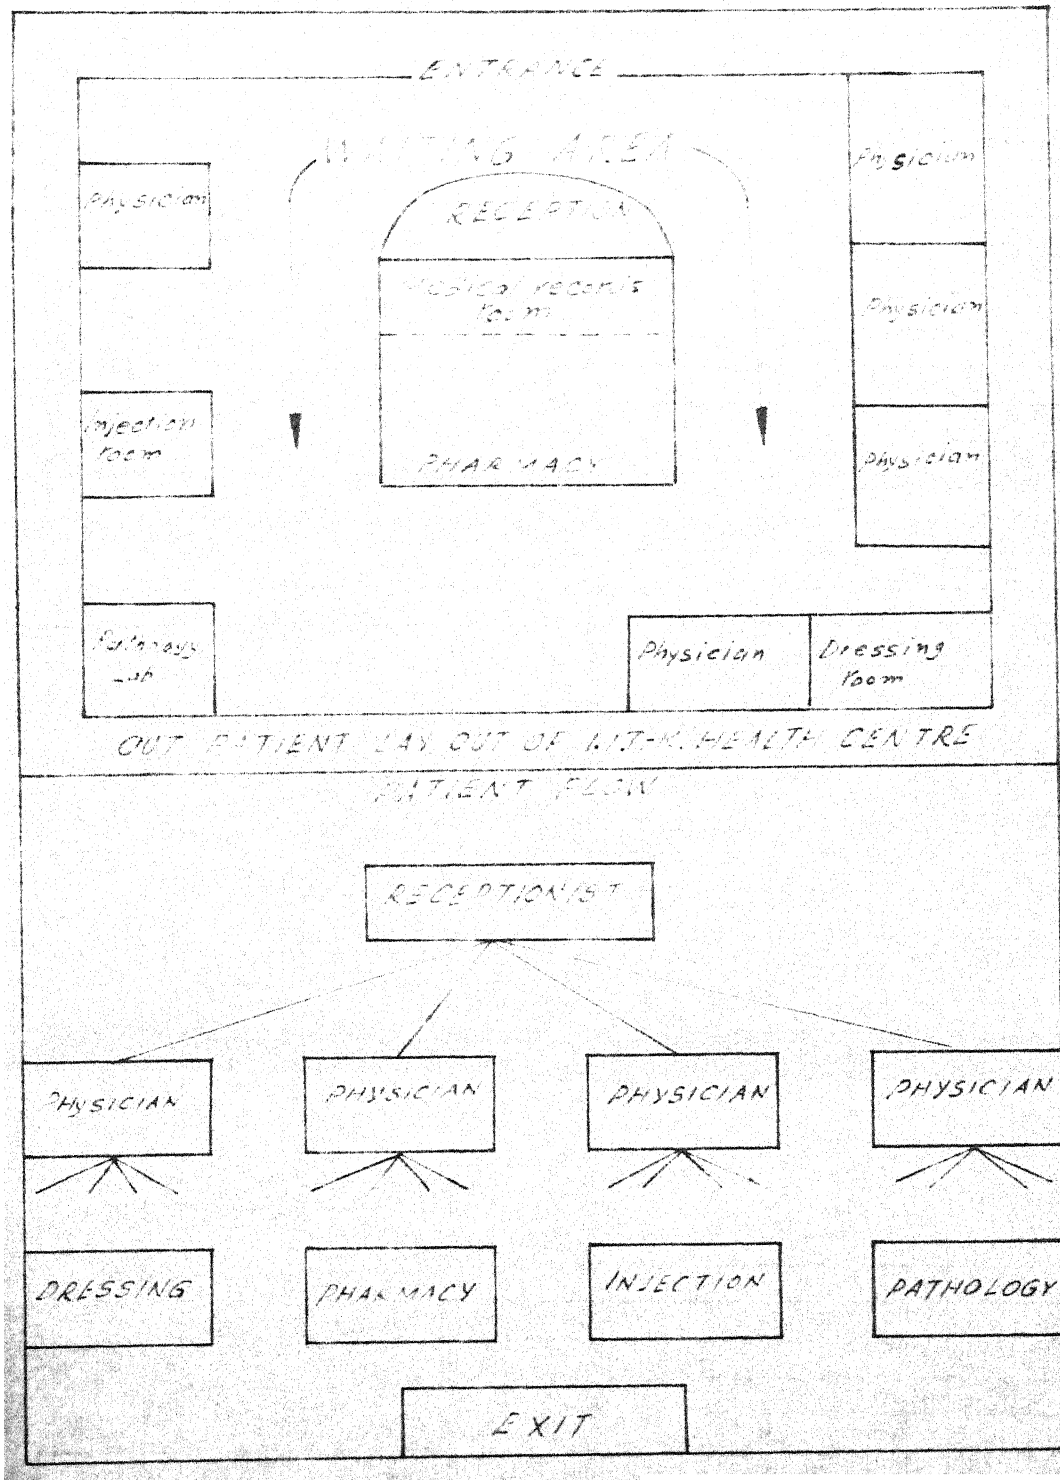 ENTRANCE
WAITING AREA
RECEPTION
Medical records
room
PHARMACY
Physician
Injection
room
Pathology
Lab
Physician
Physician
Physician
Physician
Dressing
room
OUT PATIENT LAY OUT OF HEALTH CENTRE
PATIENT FLOW
RECEPTIONIST
PHYSICIAN
PHYSICIAN
PHYSICIAN
PHYSICIAN
DRESSING
PHARMACY
INJECTION
PATHOLOGY
EXIT